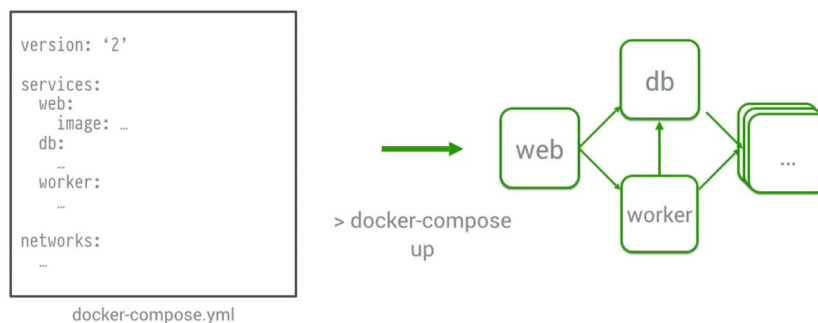 version: ‘2’
services:
web:
image: …
db:
…
worker:
…
networks:
…
docker-compose.yml
> docker-compose
up
web
db
worker
...